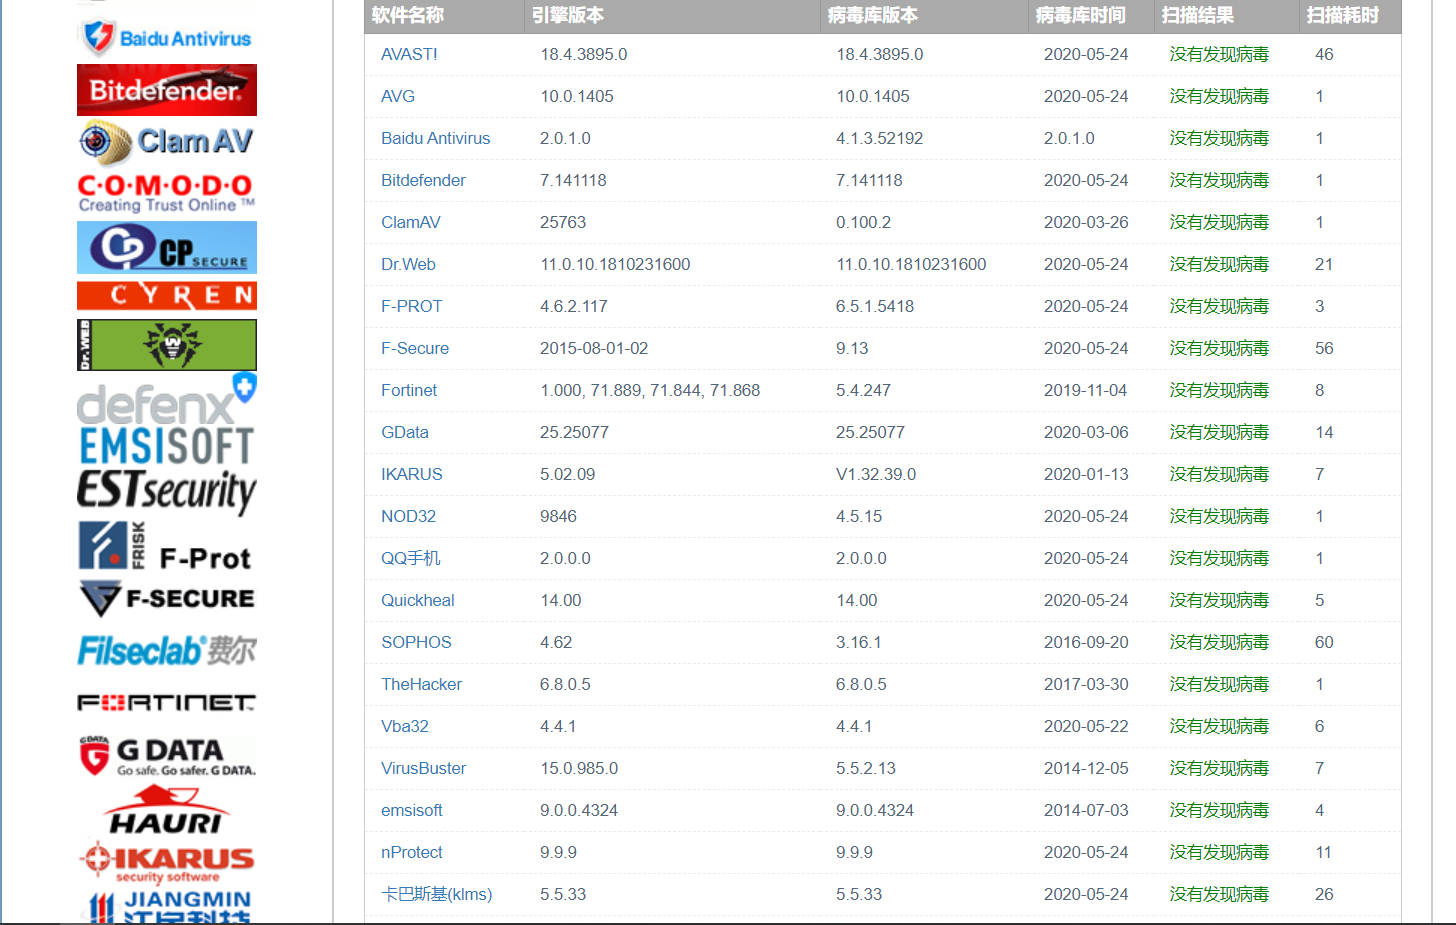 Baidu Antivirus
Bitdefender
Clam AV
C·O·M·O·D·O
Creating Trust Online ™
CP SECURE
CYREN
Dr.WEB
defenx
EMSISOFT
ESTsecurity
FRISK F-Prot
F-SECURE
Filseclab® 费尔
FORTINET
G DATA
Go safe. Go safer. G DATA.
HAURI
IKARUS
security software
JIANGMIN
江民科技
软件名称 引擎版本 病毒库版本 病毒库时间 扫描结果 扫描耗时
AVAST! 18.4.3895.0 18.4.3895.0 2020-05-24 没有发现病毒 46
AVG 10.0.1405 10.0.1405 2020-05-24 没有发现病毒 1
Baidu Antivirus 2.0.1.0 4.1.3.52192 2.0.1.0 没有发现病毒 1
Bitdefender 7.141118 7.141118 2020-05-24 没有发现病毒 1
ClamAV 25763 0.100.2 2020-03-26 没有发现病毒 1
Dr.Web 11.0.10.1810231600 11.0.10.1810231600 2020-05-24 没有发现病毒 21
F-PROT 4.6.2.117 6.5.1.5418 2020-05-24 没有发现病毒 3
F-Secure 2015-08-01-02 9.13 2020-05-24 没有发现病毒 56
Fortinet 1.000, 71.889, 71.844, 71.868 5.4.247 2019-11-04 没有发现病毒 8
GData 25.25077 25.25077 2020-03-06 没有发现病毒 14
IKARUS 5.02.09 V1.32.39.0 2020-01-13 没有发现病毒 7
NOD32 9846 4.5.15 2020-05-24 没有发现病毒 1
QQ手机 2.0.0.0 2.0.0.0 2020-05-24 没有发现病毒 1
Quickheal 14.00 14.00 2020-05-24 没有发现病毒 5
SOPHOS 4.62 3.16.1 2016-09-20 没有发现病毒 60
TheHacker 6.8.0.5 6.8.0.5 2017-03-30 没有发现病毒 1
Vba32 4.4.1 4.4.1 2020-05-22 没有发现病毒 6
VirusBuster 15.0.985.0 5.5.2.13 2014-12-05 没有发现病毒 7
emsisoft 9.0.0.4324 9.0.0.4324 2014-07-03 没有发现病毒 4
nProtect 9.9.9 9.9.9 2020-05-24 没有发现病毒 11
卡巴斯基(klms) 5.5.33 5.5.33 2020-05-24 没有发现病毒 26